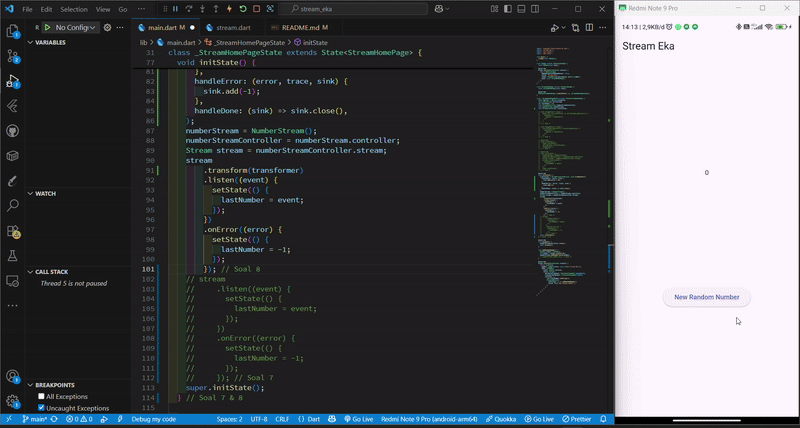 File Edit Selection View Go Run ... stream_eka
R No Config
main.dart stream.dart README.md M
lib > main.dart > _StreamHomePageState > initState
VARIABLES
WATCH
CALL STACK
Thread 5 is not paused
BREAKPOINTS
All Exceptions
Uncaught Exceptions
31 class _StreamHomePageState extends State<StreamHomePage> {
77 void initState() {
81 },
82 handleError: (error, trace, sink) {
83 sink.add(-1);
84 },
85 handleDone: (sink) => sink.close(),
86 );
87 numberStream = NumberStream();
88 numberStreamController = numberStream.controller;
89 Stream stream = numberStreamController.stream;
90 stream
91 .transform(transformer)
92 .listen((event) {
93 setState(() {
94 lastNumber = event;
95 });
96 })
97 .onError((error) {
98 setState(() {
99 lastNumber = -1;
100 });
101 }); // Soal 8
102 // stream
103 // .listen((event) {
104 // setState(() {
105 // lastNumber = event;
106 // });
107 // })
108 // .onError((error) {
109 // setState(() {
110 // lastNumber = -1;
111 // });
112 // }); // Soal 7
113 super.initState();
114 } // Soal 7 & 8
115
main* 0 0 Debug my code Spaces: 2 UTF-8 CRLF {} Dart Go Live Redmi Note 9 Pro (android-arm64) Quokka Go Live Prettier
Redmi Note 9 Pro
14:13 | 2,9KB/d
Stream Eka
0
New Random Number